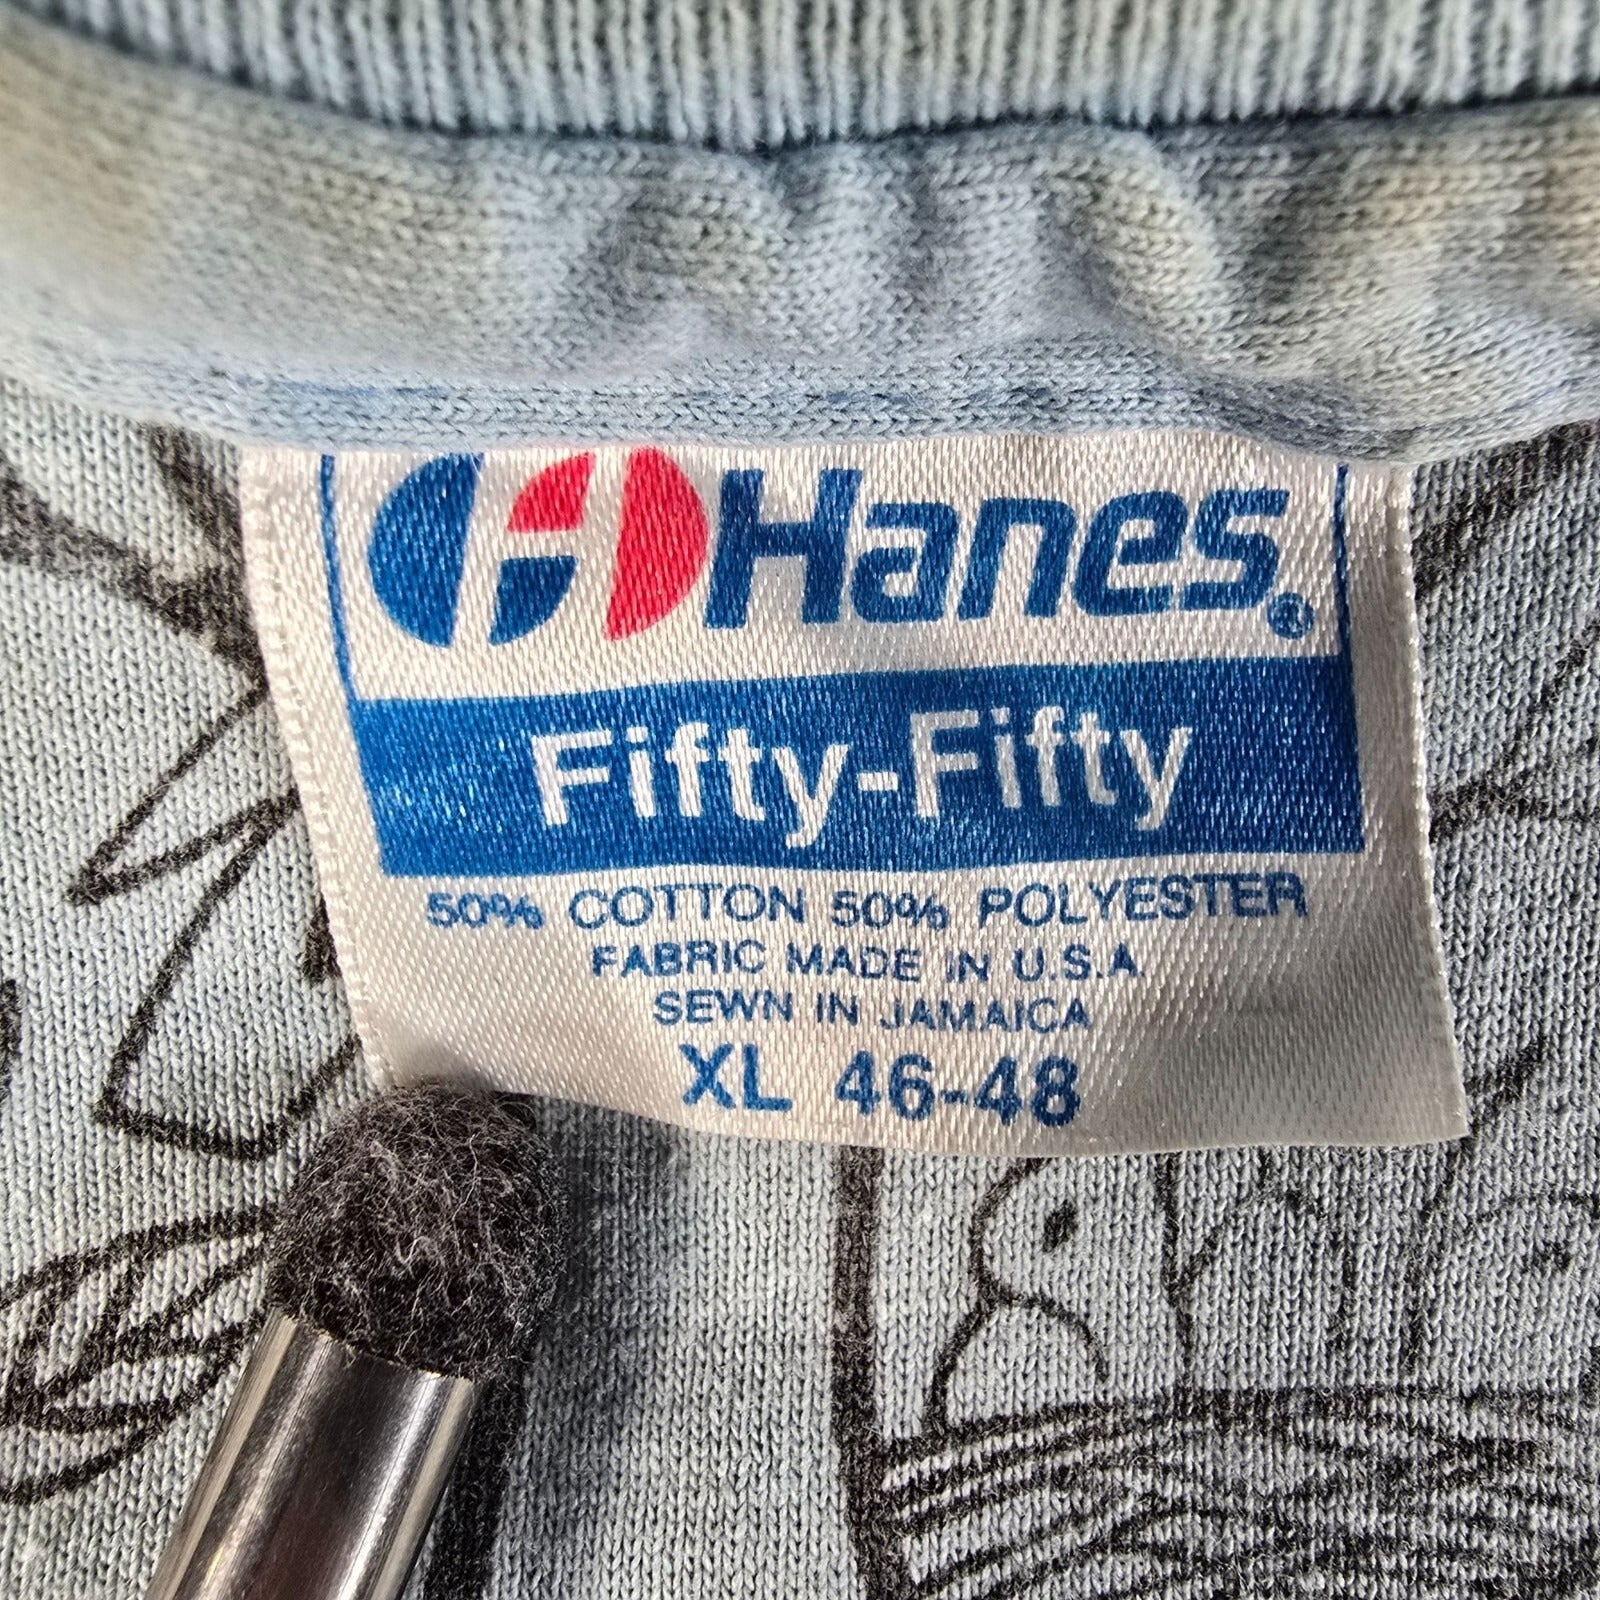 Hanes®
Fifty-Fifty
50% COTTON 50% POLYESTER
FABRIC MADE IN U.S.A
SEWN IN JAMAICA
XL 46-48